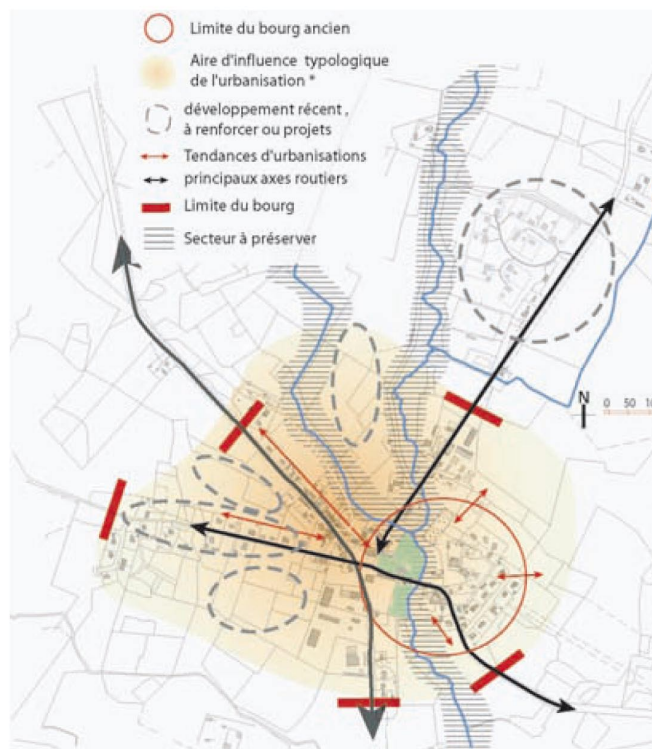 Limite du bourg ancien
Aire d'influence typologique
de l'urbanisation *
développement récent ,
à renforcer ou projets
Tendances d'urbanisations
principaux axes routiers
Limite du bourg
Secteur à préserver
N
0 50